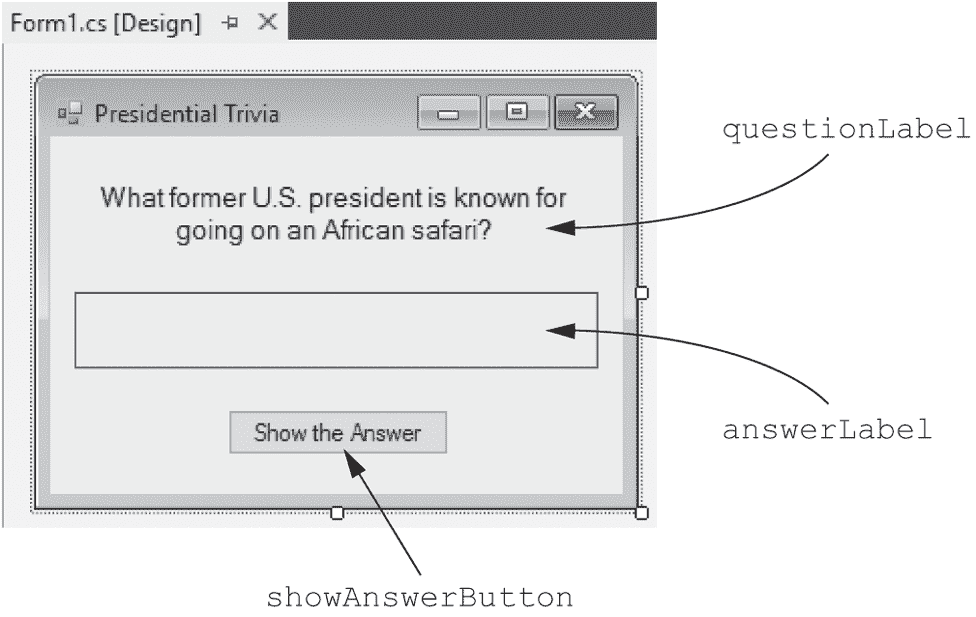 Form1.cs [Design]
Presidential Trivia
questionLabel
What former U.S. president is known for
going on an African safari?
answerLabel
Show the Answer
showAnswerButton